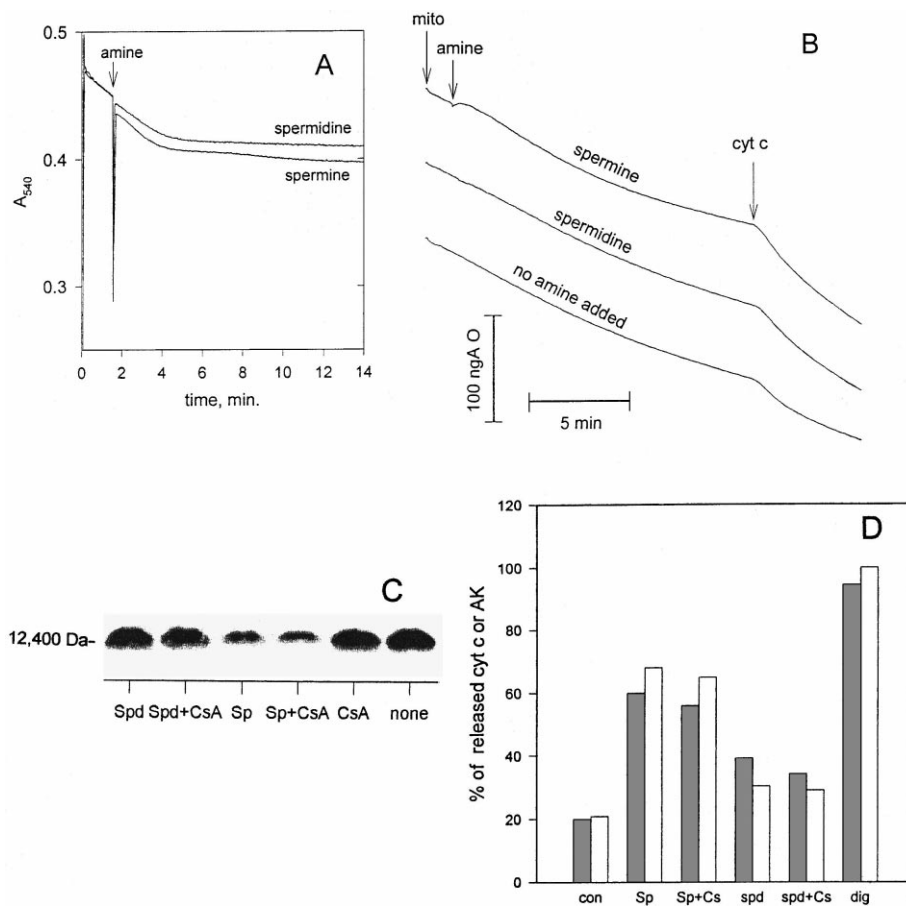 A
amine
0.5
0.4
0.3
A540
spermidine
spermine
0 2 4 6 8 10 12 14
time, min.
B
mito
amine
cyt c
spermine
spermidine
no amine added
100 ngA O
5 min
C
12,400 Da-
Spd Spd+CsA Sp Sp+CsA CsA none
D
% of released cyt c or AK
120
100
80
60
40
20
0
con Sp Sp+Cs spd spd+Cs dig